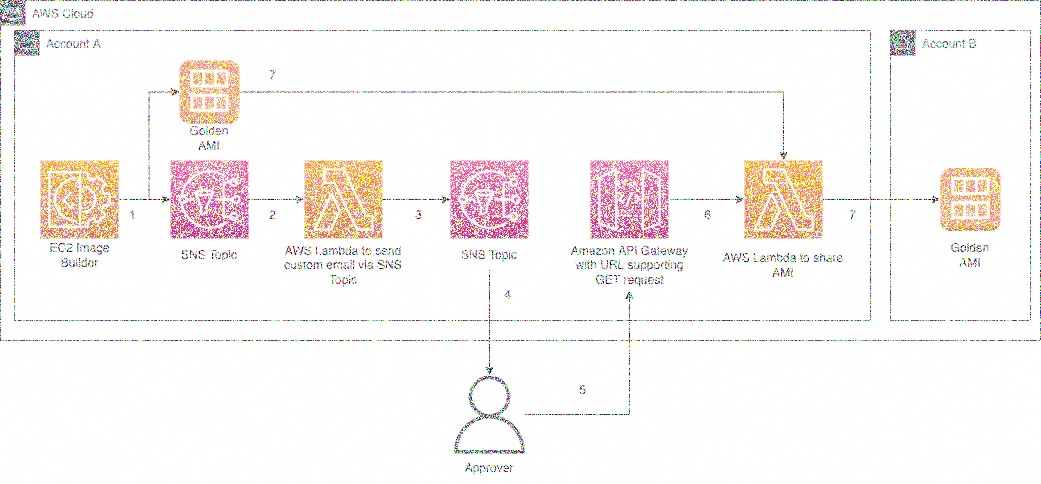 AWS Cloud
Account A
Account B
7
Golden
AMI
1
2
3
6
7
EC2 Image
Builder
SNS Topic
AWS Lambda to send
custom email via SNS
Topic
SNS Topic
Amazon API Gateway
with URL supporting
GET request
AWS Lambda to share
AMI
Golden
AMI
4
5
Approver